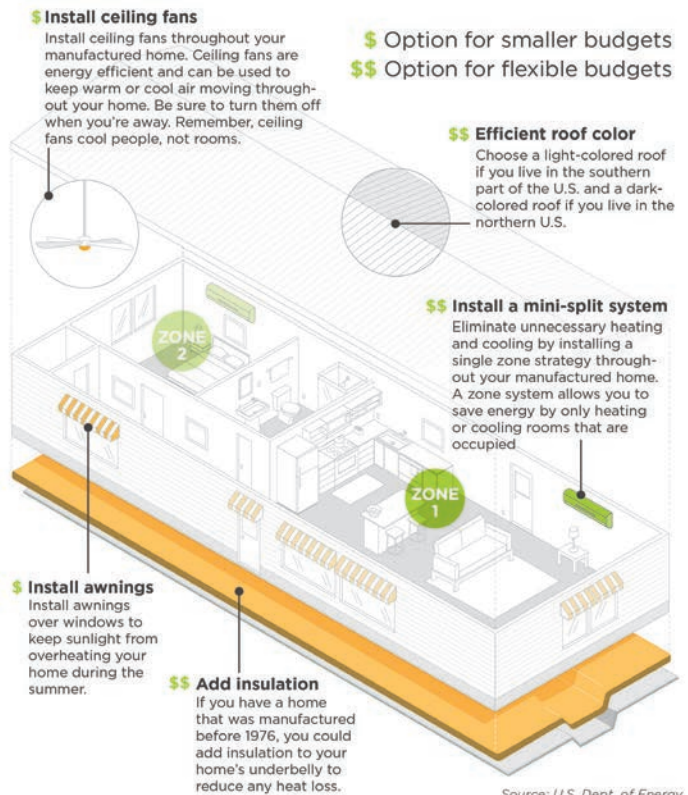 $ Install ceiling fans
Install ceiling fans throughout your
manufactured home. Ceiling fans are
energy efficient and can be used to
keep warm or cool air moving through-
out your home. Be sure to turn them off
when you're away. Remember, ceiling
fans cool people, not rooms.
$ Option for smaller budgets
$$ Option for flexible budgets
$$ Efficient roof color
Choose a light-colored roof
if you live in the southern
part of the U.S. and a dark-
colored roof if you live in the
northern U.S.
$$ Install a mini-split system
Eliminate unnecessary heating
and cooling by installing a
single zone strategy through-
out your manufactured home.
A zone system allows you to
save energy by only heating
or cooling rooms that are
occupied
ZONE
2
ZONE
1
$ Install awnings
Install awnings
over windows to
keep sunlight from
overheating your
home during the
summer.
$$ Add insulation
If you have a home
that was manufactured
before 1976, you could
add insulation to your
home's underbelly to
reduce any heat loss.
Source: U.S. Dept. of Energy